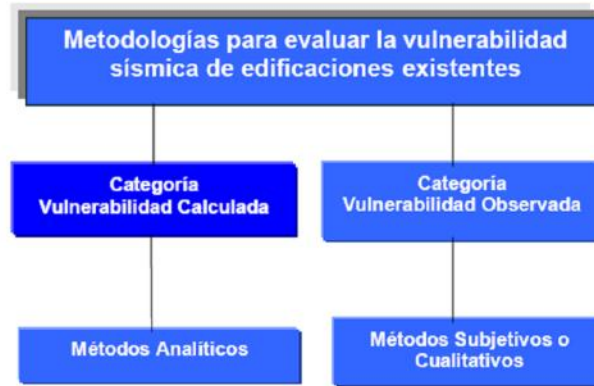 Metodologías para evaluar la vulnerabilidad
sísmica de edificaciones existentes
Categoría
Vulnerabilidad Calculada
Categoría
Vulnerabilidad Observada
Métodos Analíticos
Métodos Subjetivos o
Cualitativos